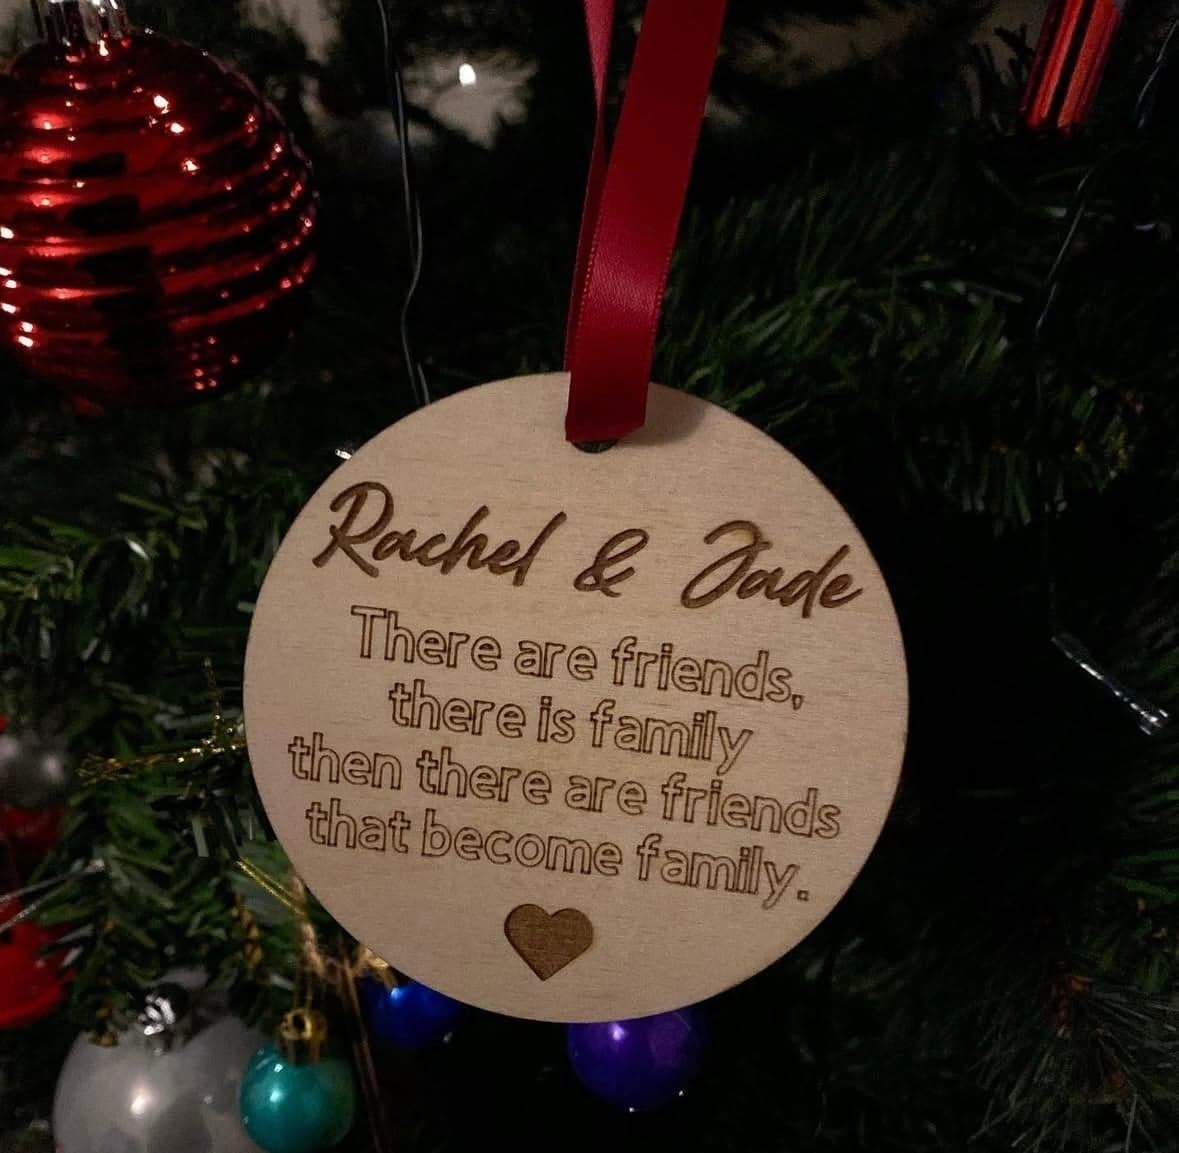 Rachel & Jade
There are friends,
there is family
then there are friends
that become family.